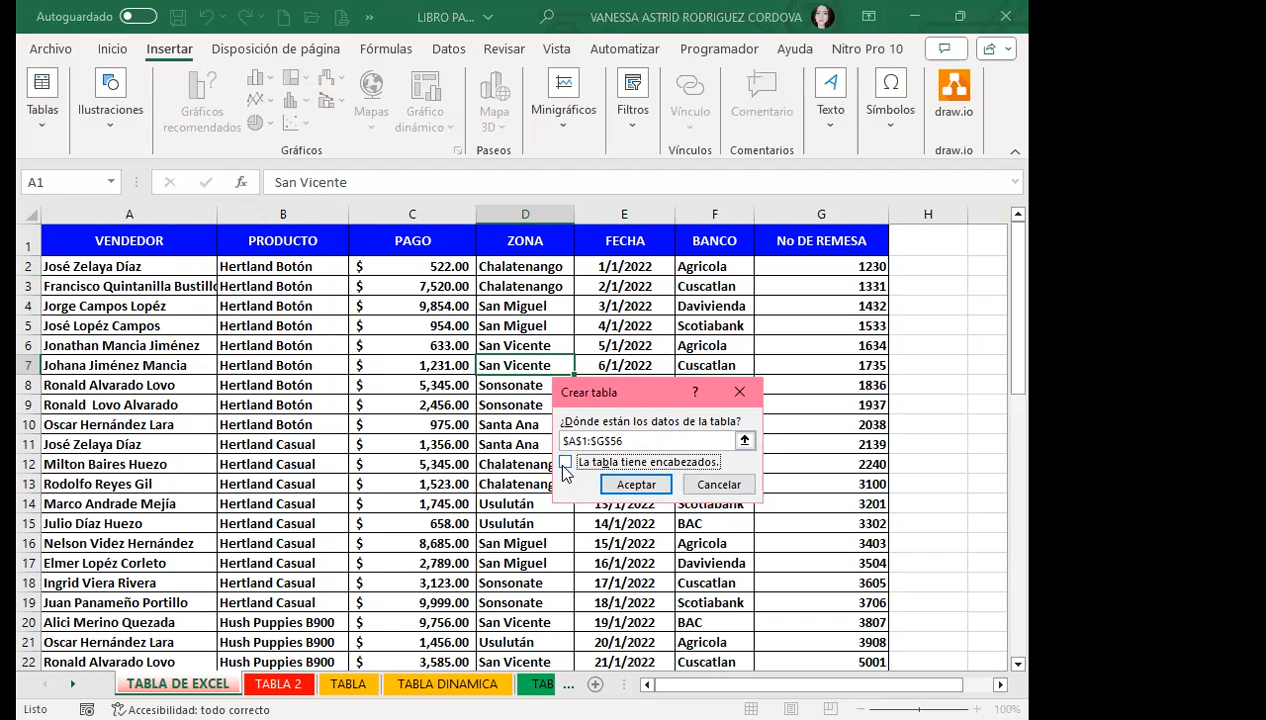 Autoguardado
LIBRO PA...
VANESSA ASTRID RODRIGUEZ CORDOVA
Archivo Inicio Insertar Disposición de página Fórmulas Datos Revisar Vista Automatizar Programador Ayuda Nitro Pro 10
Tablas
Ilustraciones
Gráficos recomendados
Mapas
Gráfico dinámico
Mapa 3D
Minigráficos
Filtros
Vínculo
Comentario
Texto
Símbolos
draw.io
Gráficos Paseos Vínculos Comentarios draw.io
A1 fx San Vicente
A B C D E F G H
1 VENDEDOR PRODUCTO PAGO ZONA FECHA BANCO No DE REMESA
2 José Zelaya Díaz Hertland Botón $ 522.00 Chalatenango 1/1/2022 Agricola 1230
3 Francisco Quintanilla Bustillo Hertland Botón $ 7,520.00 Chalatenango 2/1/2022 Cuscatlan 1331
4 Jorge Campos Lopéz Hertland Botón $ 9,854.00 San Miguel 3/1/2022 Davivienda 1432
5 José Lopéz Campos Hertland Botón $ 954.00 San Miguel 4/1/2022 Scotiabank 1533
6 Jonathan Mancia Jiménez Hertland Botón $ 633.00 San Vicente 5/1/2022 Agricola 1634
7 Johana Jiménez Mancia Hertland Botón $ 1,231.00 San Vicente 6/1/2022 Cuscatlan 1735
8 Ronald Alvarado Lovo Hertland Botón $ 5,345.00 Sonsonate 1836
9 Ronald Lovo Alvarado Hertland Botón $ 2,456.00 Sonsonate 1937
10 Oscar Hernández Lara Hertland Botón $ 975.00 Santa Ana 2038
11 José Zelaya Díaz Hertland Casual $ 1,356.00 Santa Ana 2139
12 Milton Baires Huezo Hertland Casual $ 5,345.00 Chalatenang 2240
13 Rodolfo Reyes Gil Hertland Casual $ 1,523.00 Chalatenang 3100
14 Marco Andrade Mejía Hertland Casual $ 1,745.00 Usulután 13/1/2022 Scotiabank 3201
15 Julio Díaz Huezo Hertland Casual $ 658.00 Usulután 14/1/2022 BAC 3302
16 Nelson Videz Hernández Hertland Casual $ 8,685.00 San Miguel 15/1/2022 Agricola 3403
17 Elmer Lopéz Corleto Hertland Casual $ 2,789.00 San Miguel 16/1/2022 Davivienda 3504
18 Ingrid Viera Rivera Hertland Casual $ 3,123.00 Sonsonate 17/1/2022 Cuscatlan 3605
19 Juan Panameño Portillo Hertland Casual $ 9,999.00 Sonsonate 18/1/2022 Scotiabank 3706
20 Alici Merino Quezada Hush Puppies B900 $ 9,756.00 San Vicente 19/1/2022 BAC 3807
21 Oscar Hernández Lara Hush Puppies B900 $ 1,456.00 Usulután 20/1/2022 Agricola 3908
22 Ronald Alvarado Lovo Hush Puppies B900 $ 3,585.00 San Vicente 21/1/2022 Cuscatlan 5001
Crear tabla ?
¿Dónde están los datos de la tabla?
$A$1:$G$56
La tabla tiene encabezados.
Aceptar Cancelar
TABLA DE EXCEL TABLA 2 TABLA TABLA DINAMICA TAB ...
Listo Accesibilidad: todo correcto 100%